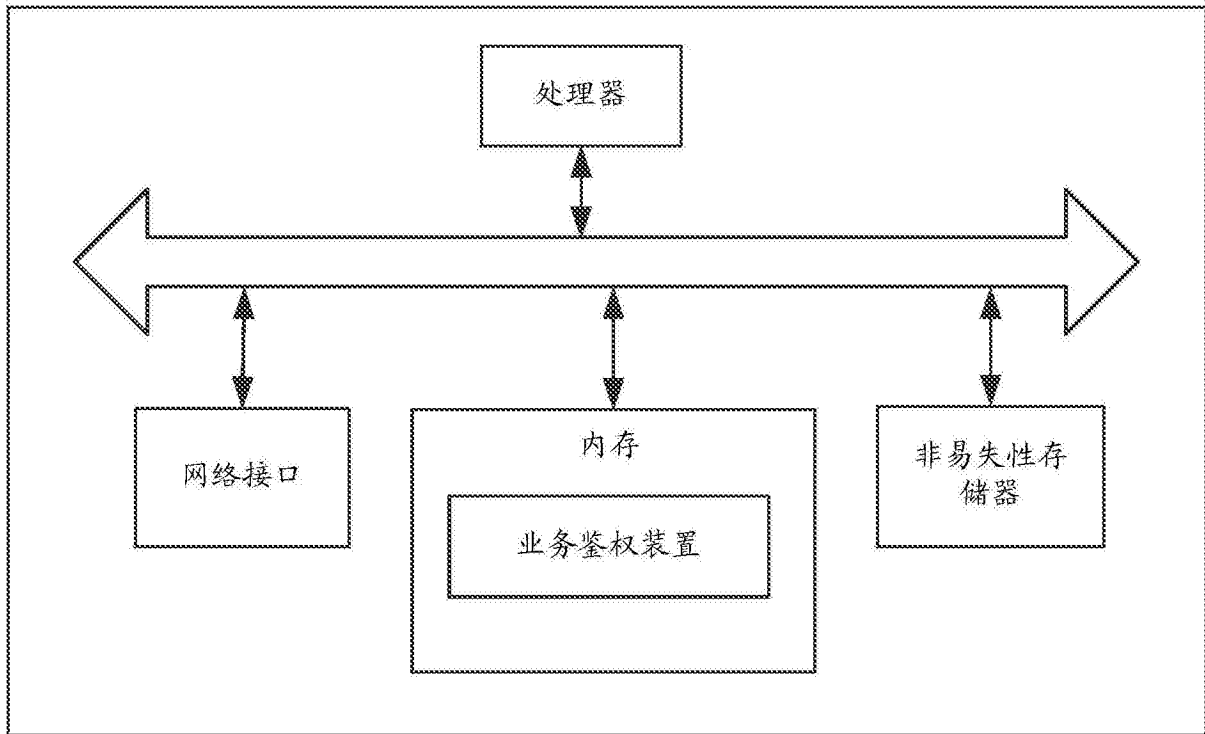 处理器
网络接口
内存
业务鉴权装置
非易失性存
储器